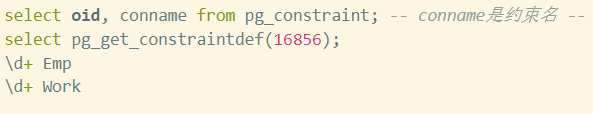 select oid, conname from pg_constraint; -- conname是约束名 --
select pg_get_constraintdef(16856);
\d+ Emp
\d+ Work